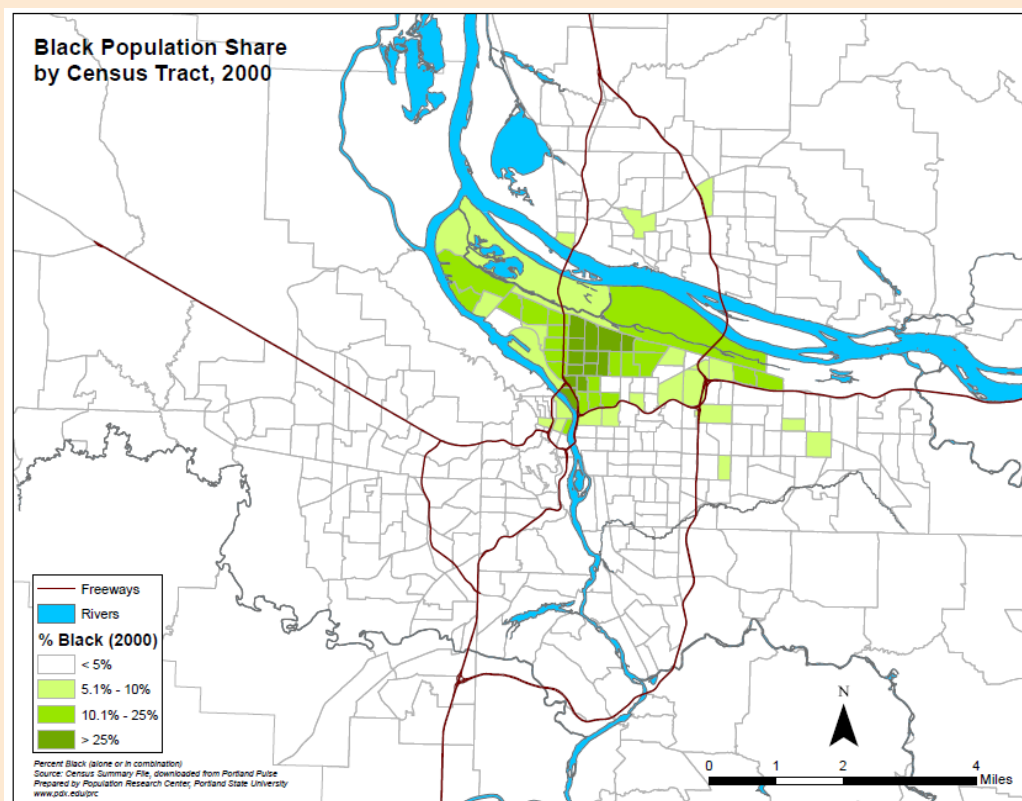 Black Population Share
by Census Tract, 2000
Freeways
Rivers
% Black (2000)
< 5%
5.1% - 10%
10.1% - 25%
> 25%
Percent Black (alone or in combination)
Source: Census Summary File, downloaded from Portland Pulse
Prepared by Population Research Center, Portland State University
www.pdx.edu/prc
N
0 1 2 4
Miles